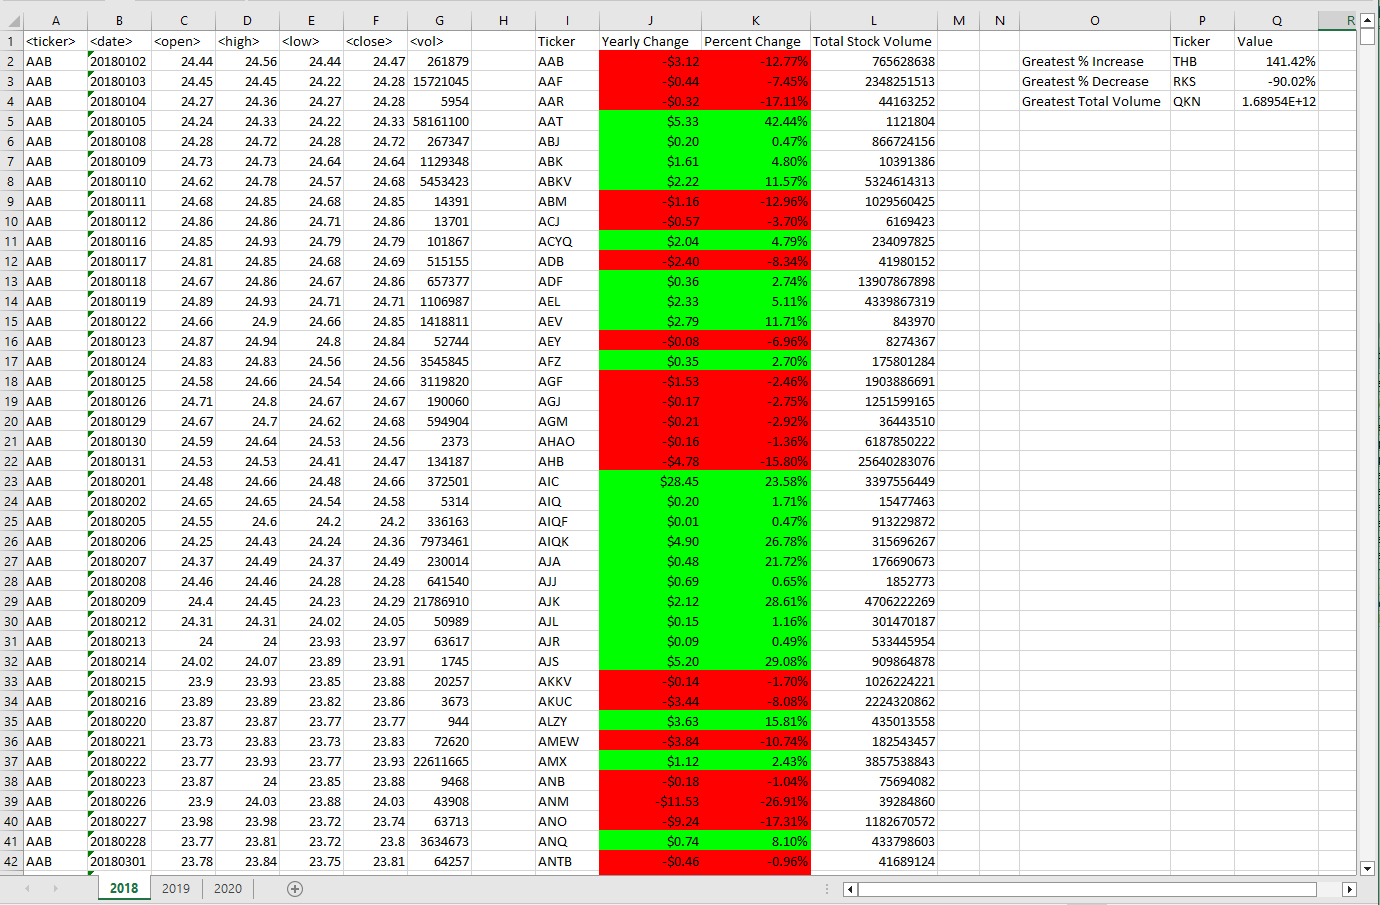 A B C D E F G H I J K L M N O P Q R
1 <ticker> <date> <open> <high> <low> <close> <vol> Ticker Yearly Change Percent Change Total Stock Volume Ticker Value
2 AAB 20180102 24.44 24.56 24.44 24.47 261879 AAB -$3.12 -12.77% 765628638 Greatest % Increase THB 141.42%
3 AAB 20180103 24.45 24.45 24.22 24.28 15721045 AAF -$0.44 -7.45% 2348251513 Greatest % Decrease RKS -90.02%
4 AAB 20180104 24.27 24.36 24.27 24.28 5954 AAR -$0.32 -17.11% 44163252 Greatest Total Volume QKN 1.68954E+12
5 AAB 20180105 24.24 24.33 24.22 24.33 58161100 AAT $5.33 42.44% 1121804
6 AAB 20180108 24.28 24.72 24.28 24.72 267347 ABJ $0.20 0.47% 866724156
7 AAB 20180109 24.73 24.73 24.64 24.64 1129348 ABK $1.61 4.80% 10391386
8 AAB 20180110 24.62 24.78 24.57 24.68 5453423 ABKV $2.22 11.57% 5324614313
9 AAB 20180111 24.68 24.85 24.68 24.85 14391 ABM -$1.16 -12.96% 1029560425
10 AAB 20180112 24.86 24.86 24.71 24.86 13701 ACJ -$0.57 -3.70% 6169423
11 AAB 20180116 24.85 24.93 24.79 24.79 101867 ACYQ $2.04 4.79% 234097825
12 AAB 20180117 24.81 24.85 24.68 24.69 515155 ADB -$2.40 -8.34% 41980152
13 AAB 20180118 24.67 24.86 24.67 24.86 657377 ADF $0.36 2.74% 13907867898
14 AAB 20180119 24.89 24.93 24.71 24.71 1106987 AEL $2.33 5.11% 4339867319
15 AAB 20180122 24.66 24.9 24.66 24.85 1418811 AEV $2.79 11.71% 843970
16 AAB 20180123 24.87 24.94 24.8 24.84 52744 AEY -$0.08 -6.96% 8274367
17 AAB 20180124 24.83 24.83 24.56 24.56 3545845 AFZ $0.35 2.70% 175801284
18 AAB 20180125 24.58 24.66 24.54 24.66 3119820 AGF -$1.53 -2.46% 1903886691
19 AAB 20180126 24.71 24.8 24.67 24.67 190060 AGJ -$0.17 -2.75% 1251599165
20 AAB 20180129 24.67 24.7 24.62 24.68 594904 AGM -$0.21 -2.92% 36443510
21 AAB 20180130 24.59 24.64 24.53 24.56 2373 AHAO -$0.16 -1.36% 6187850222
22 AAB 20180131 24.53 24.53 24.41 24.47 134187 AHB -$4.78 -15.80% 25640283076
23 AAB 20180201 24.48 24.66 24.48 24.66 372501 AIC $28.45 23.58% 3397556449
24 AAB 20180202 24.65 24.65 24.54 24.58 5314 AIQ $0.20 1.71% 15477463
25 AAB 20180205 24.55 24.6 24.2 24.2 336163 AIQF $0.01 0.47% 913229872
26 AAB 20180206 24.25 24.43 24.24 24.36 7973461 AIQK $4.90 26.78% 315696267
27 AAB 20180207 24.37 24.49 24.37 24.49 230014 AJA $0.48 21.72% 176690673
28 AAB 20180208 24.46 24.46 24.28 24.28 641540 AJJ $0.69 0.65% 1852773
29 AAB 20180209 24.4 24.45 24.23 24.29 21786910 AJK $2.12 28.61% 4706222269
30 AAB 20180212 24.31 24.31 24.02 24.05 50989 AJL $0.15 1.16% 301470187
31 AAB 20180213 24 24 23.93 23.97 63617 AJR $0.09 0.49% 533445954
32 AAB 20180214 24.02 24.07 23.89 23.91 1745 AJS $5.20 29.08% 909864878
33 AAB 20180215 23.9 23.93 23.85 23.88 20257 AKKV -$0.14 -1.70% 1026224221
34 AAB 20180216 23.89 23.89 23.82 23.86 3673 AKUC -$3.44 -8.08% 2224320862
35 AAB 20180220 23.87 23.87 23.77 23.77 944 ALZY $3.63 15.81% 435013558
36 AAB 20180221 23.73 23.83 23.73 23.83 72620 AMEW -$3.84 -10.74% 182543457
37 AAB 20180222 23.77 23.93 23.77 23.93 22611665 AMX $1.12 2.43% 3857538843
38 AAB 20180223 23.87 24 23.85 23.88 9468 ANB -$0.18 -1.04% 75694082
39 AAB 20180226 23.9 24.03 23.88 24.03 43908 ANM -$11.53 -26.91% 39284860
40 AAB 20180227 23.98 23.98 23.72 23.74 63713 ANO -$9.24 -17.31% 1182670572
41 AAB 20180228 23.77 23.81 23.72 23.8 3634673 ANQ $0.74 8.10% 433798603
42 AAB 20180301 23.78 23.84 23.75 23.81 64257 ANTB -$0.46 -0.96% 41689124
2018 2019 2020